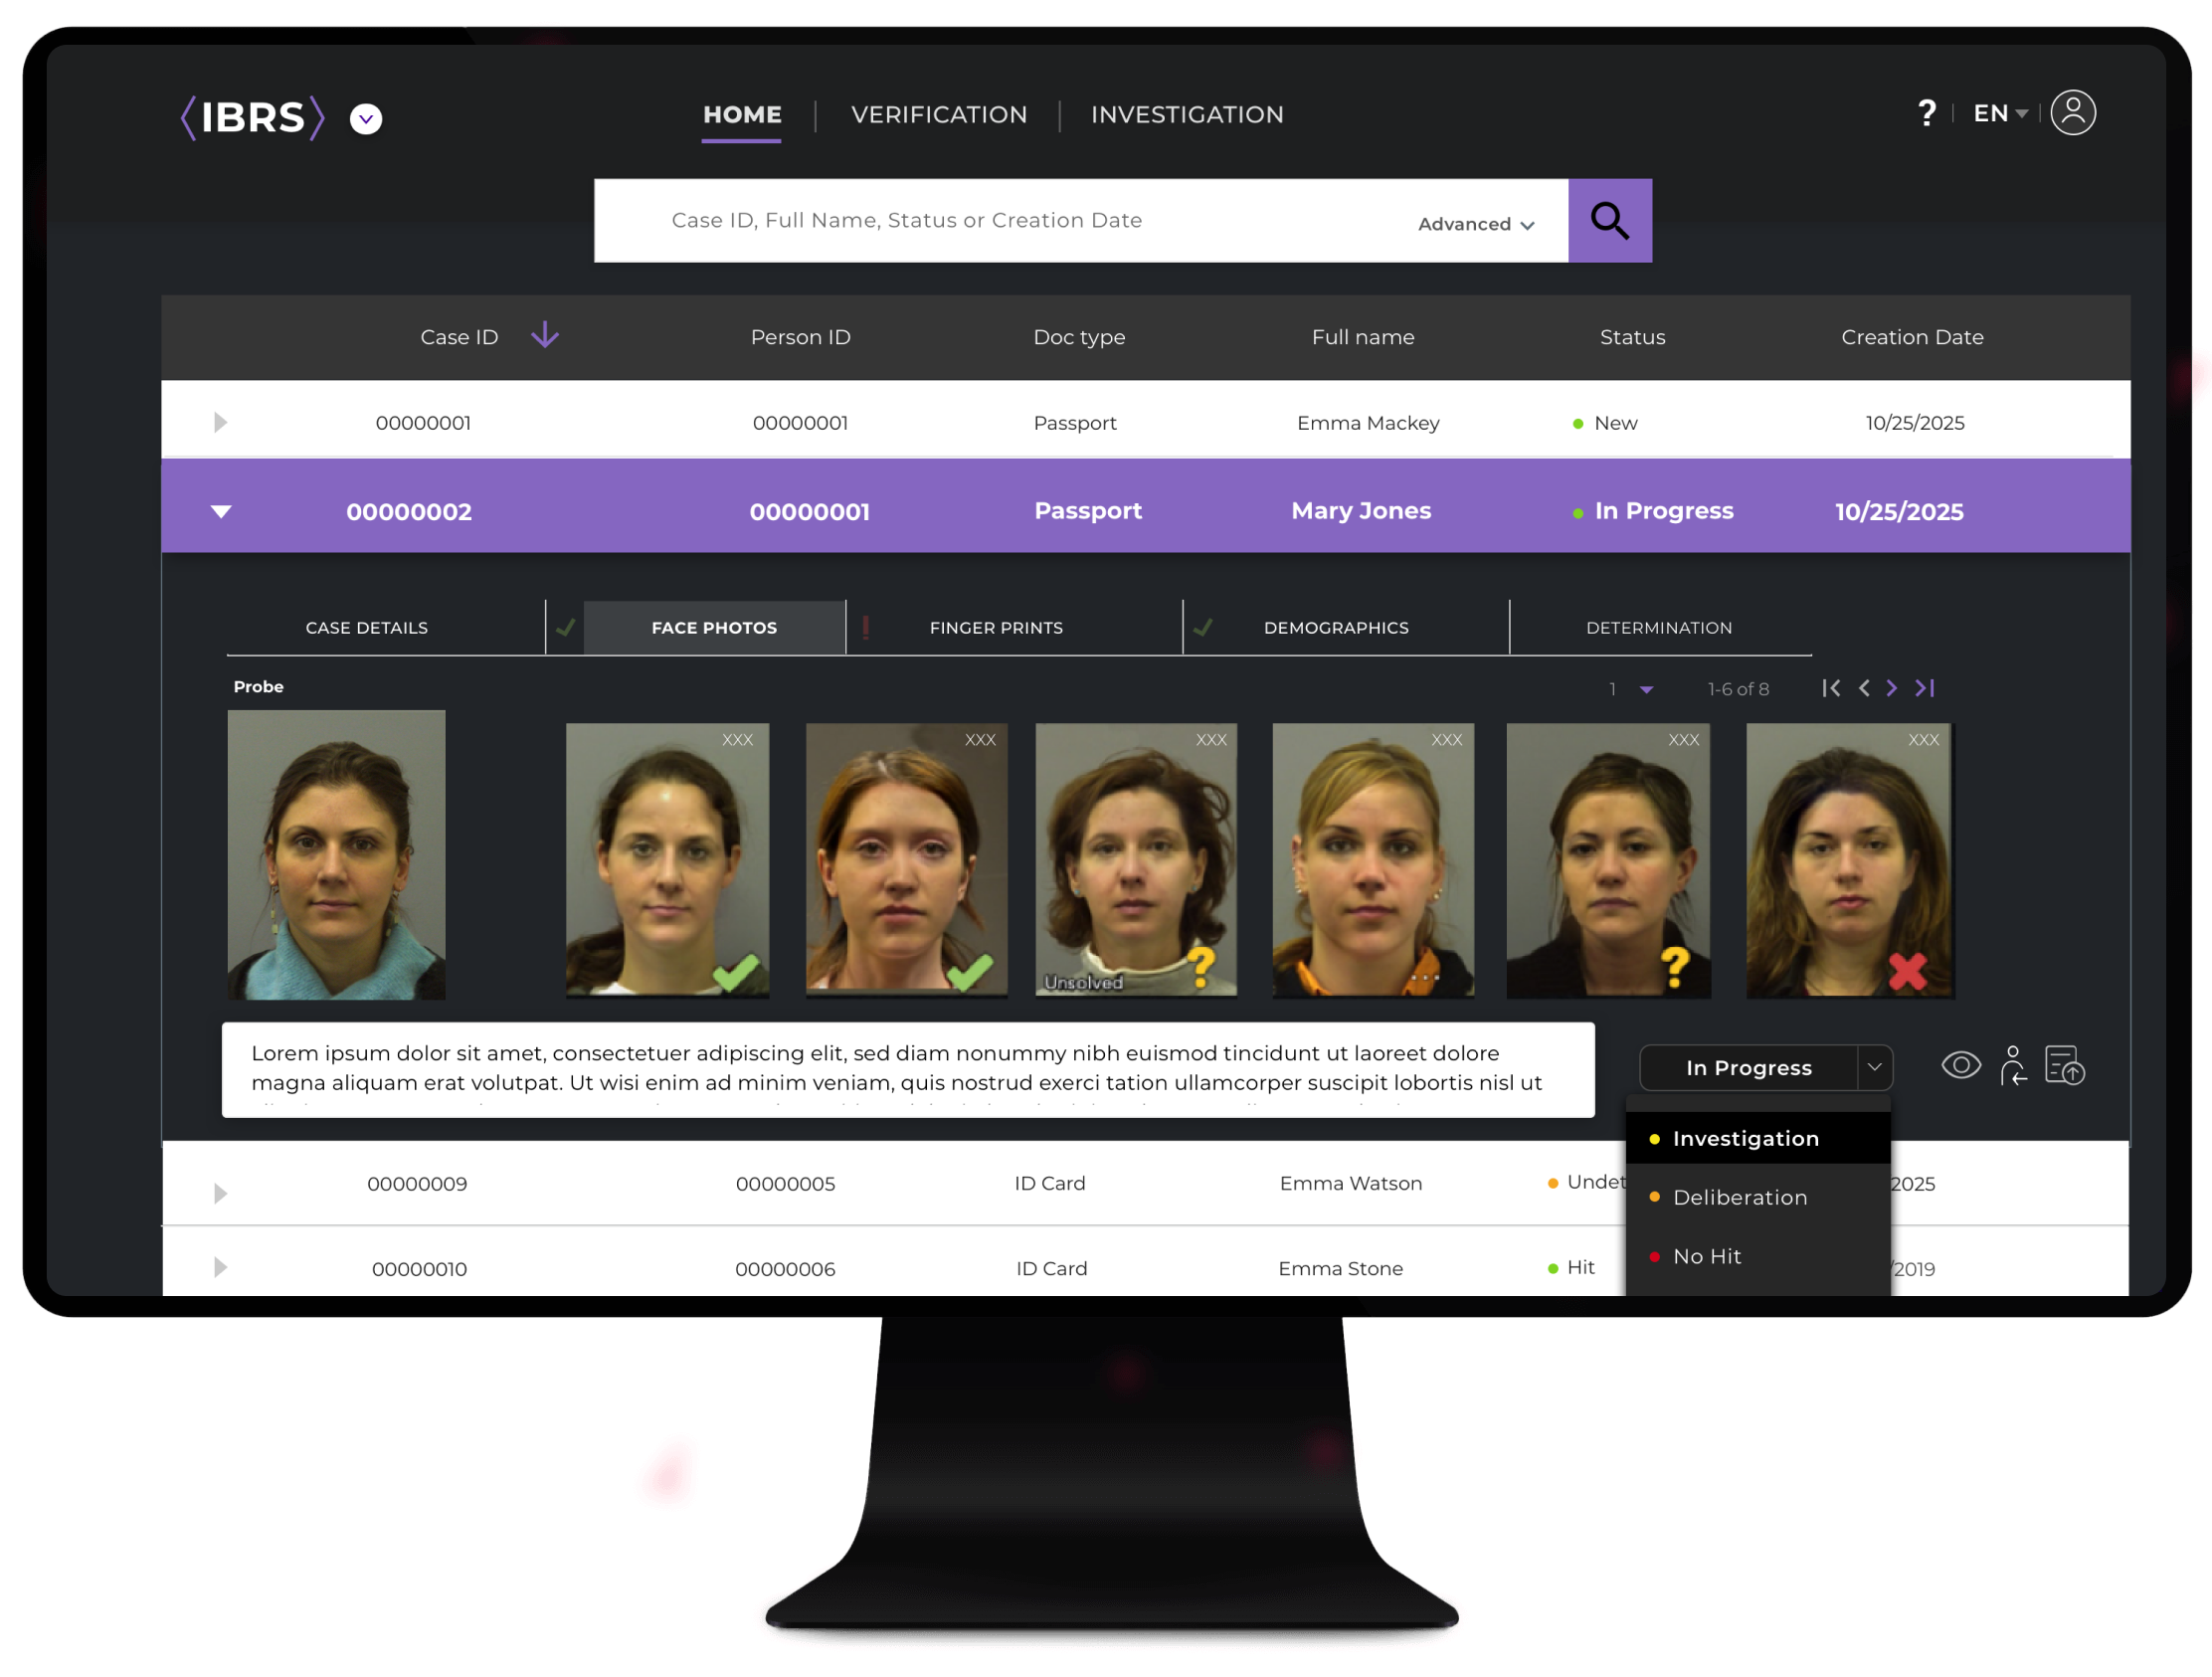 IBRS
HOME VERIFICATION INVESTIGATION
? EN
Case ID, Full Name, Status or Creation Date Advanced
Case ID Person ID Doc type Full name Status Creation Date
00000001 00000001 Passport Emma Mackey New 10/25/2025
00000002 00000001 Passport Mary Jones In Progress 10/25/2025
CASE DETAILS FACE PHOTOS FINGER PRINTS DEMOGRAPHICS DETERMINATION
Probe 1 1-6 of 8
XXX XXX XXX XXX XXX XXX
Unsolved
Lorem ipsum dolor sit amet, consectetuer adipiscing elit, sed diam nonummy nibh euismod tincidunt ut laoreet dolore
magna aliquam erat volutpat. Ut wisi enim ad minim veniam, quis nostrud exerci tation ullamcorper suscipit lobortis nisl ut
In Progress
Investigation
Deliberation
No Hit
00000009 00000005 ID Card Emma Watson Undet 2025
00000010 00000006 ID Card Emma Stone Hit /2019